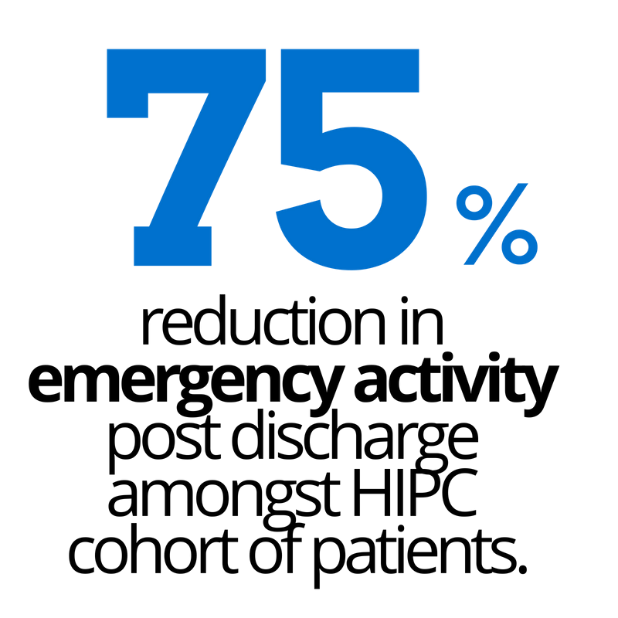 75%
reduction in
emergency activity
post discharge
amongst HIPC
cohort of patients.